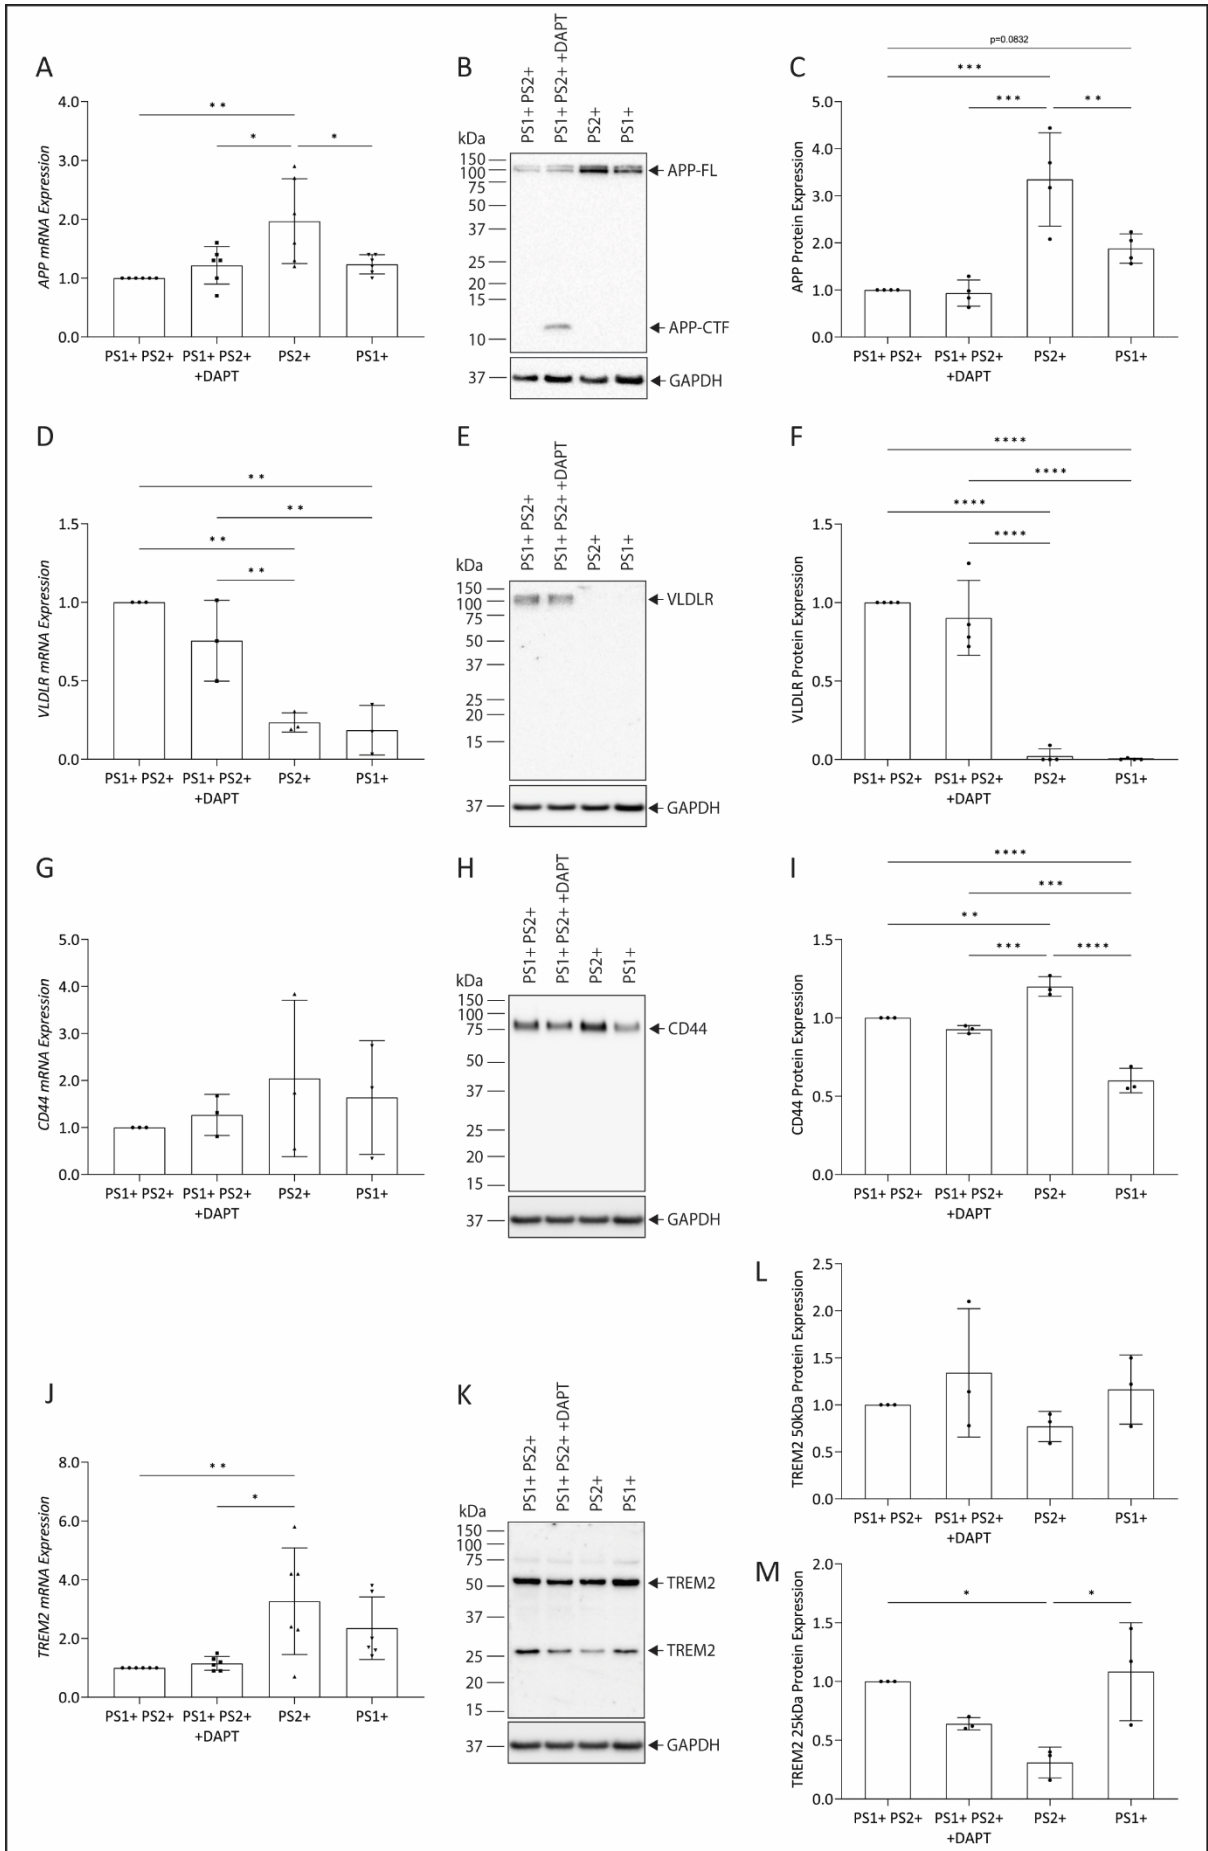 A
APP mRNA Expression
4.0
3.0
2.0
1.0
0.0
* *
*
*
PS1+ PS2+
PS1+ PS2+
+DAPT
PS2+
PS1+
B
PS1+ PS2+
PS1+ PS2+ +DAPT
PS2+
PS1+
kDa
150
100
75
50
37
25
20
15
10
37
APP-FL
APP-CTF
GAPDH
C
APP Protein Expression
5.0
4.0
3.0
2.0
1.0
0.0
p=0.0832
* * *
* * *
* *
PS1+ PS2+
PS1+ PS2+
+DAPT
PS2+
PS1+
D
VLDLR mRNA Expression
1.5
1.0
0.5
0.0
* *
* *
* *
* *
PS1+ PS2+
PS1+ PS2+
+DAPT
PS2+
PS1+
E
PS1+ PS2+
PS1+ PS2+ +DAPT
PS2+
PS1+
kDa
150
100
75
50
37
25
20
15
37
VLDLR
GAPDH
F
VLDLR Protein Expression
1.5
1.0
0.5
0.0
* * * *
* * * *
* * * *
* * * *
PS1+ PS2+
PS1+ PS2+
+DAPT
PS2+
PS1+
G
CD44 mRNA Expression
5.0
4.0
3.0
2.0
1.0
0.0
PS1+ PS2+
PS1+ PS2+
+DAPT
PS2+
PS1+
H
PS1+ PS2+
PS1+ PS2+ +DAPT
PS2+
PS1+
kDa
150
100
75
50
37
25
20
15
37
CD44
GAPDH
I
CD44 Protein Expression
1.5
1.0
0.5
0.0
* * * *
* * *
* *
* * *
* * * *
PS1+ PS2+
PS1+ PS2+
+DAPT
PS2+
PS1+
J
TREM2 mRNA Expression
8.0
6.0
4.0
2.0
0.0
* *
*
PS1+ PS2+
PS1+ PS2+
+DAPT
PS2+
PS1+
K
PS1+ PS2+
PS1+ PS2+ +DAPT
PS2+
PS1+
kDa
150
100
75
50
37
25
20
15
37
TREM2
TREM2
GAPDH
L
TREM2 50kDa Protein Expression
2.5
2.0
1.5
1.0
0.5
0.0
PS1+ PS2+
PS1+ PS2+
+DAPT
PS2+
PS1+
M
TREM2 25kDa Protein Expression
2.0
1.5
1.0
0.5
0.0
*
*
PS1+ PS2+
PS1+ PS2+
+DAPT
PS2+
PS1+